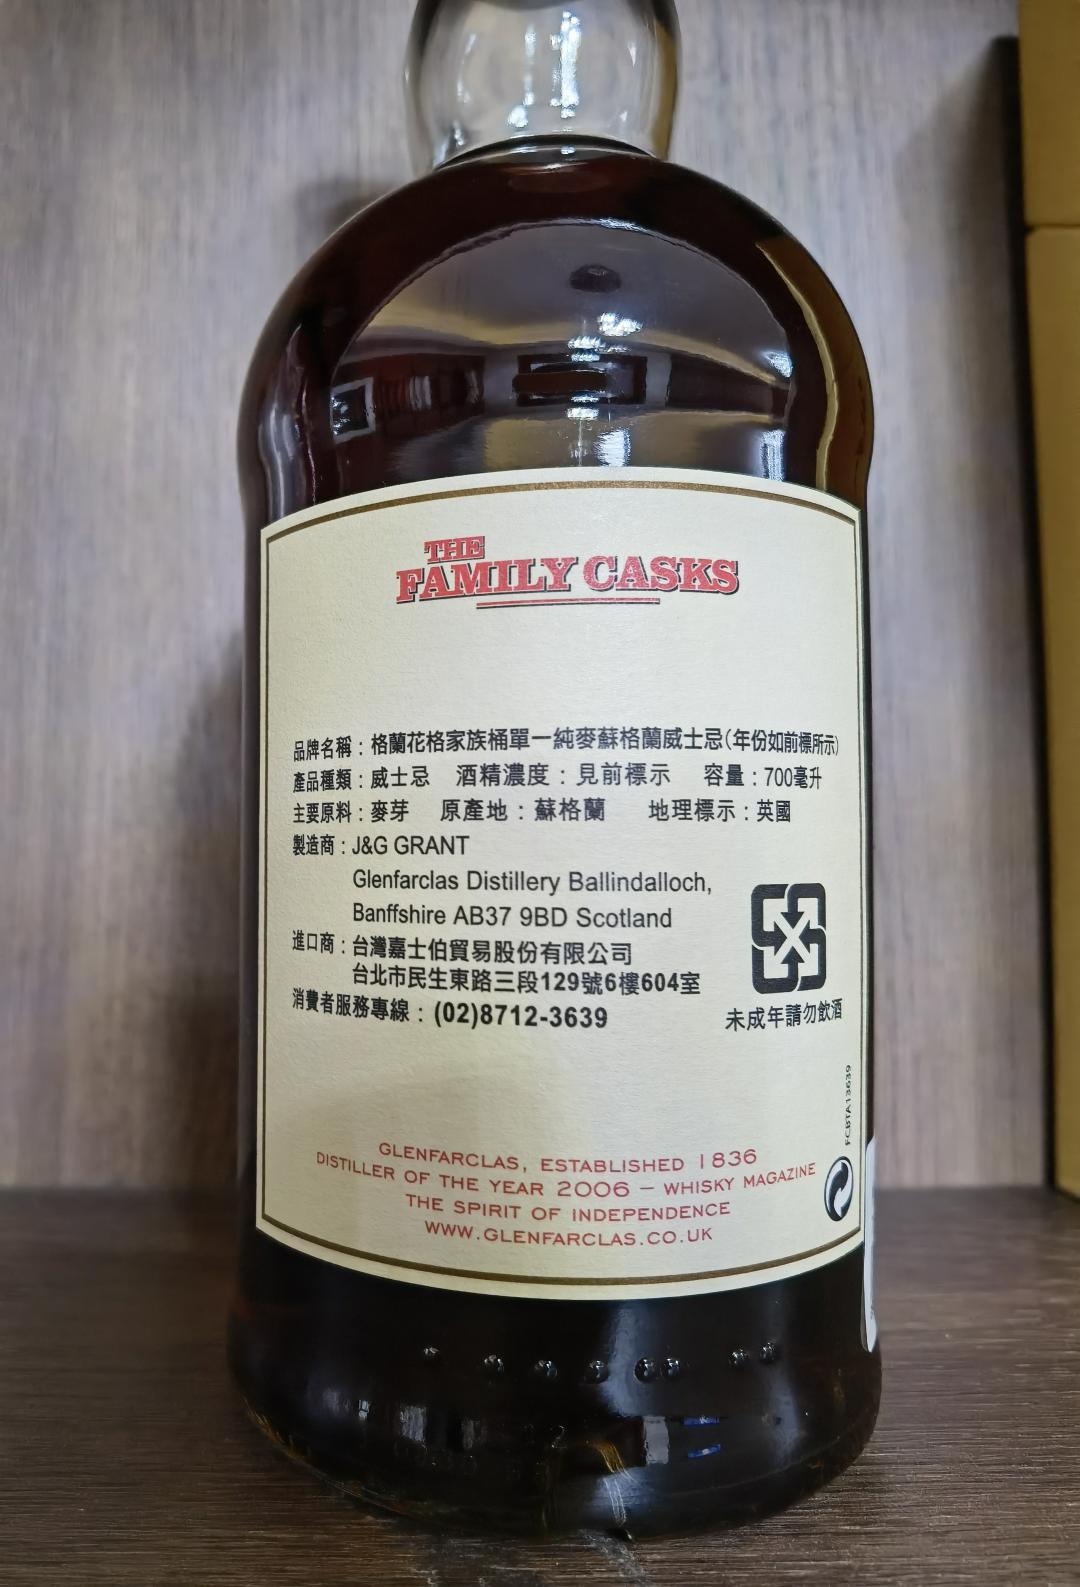 THE
FAMILY CASKS
品牌名稱：格蘭花格家族桶單一純麥蘇格蘭威士忌(年份如前標所示)
產品種類：威士忌 酒精濃度：見前標示 容量：700毫升
主要原料：麥芽 原產地：蘇格蘭 地理標示：英國
製造商：J&G GRANT
Glenfarclas Distillery Ballindalloch,
Banffshire AB37 9BD Scotland
進口商：台灣嘉士伯貿易股份有限公司
台北市民生東路三段129號6樓604室
消費者服務專線：(02)8712-3639
未成年請勿飲酒
FCBTA13639
GLENFARCLAS, ESTABLISHED 1836
DISTILLER OF THE YEAR 2006 – WHISKY MAGAZINE
THE SPIRIT OF INDEPENDENCE
WWW.GLENFARCLAS.CO.UK